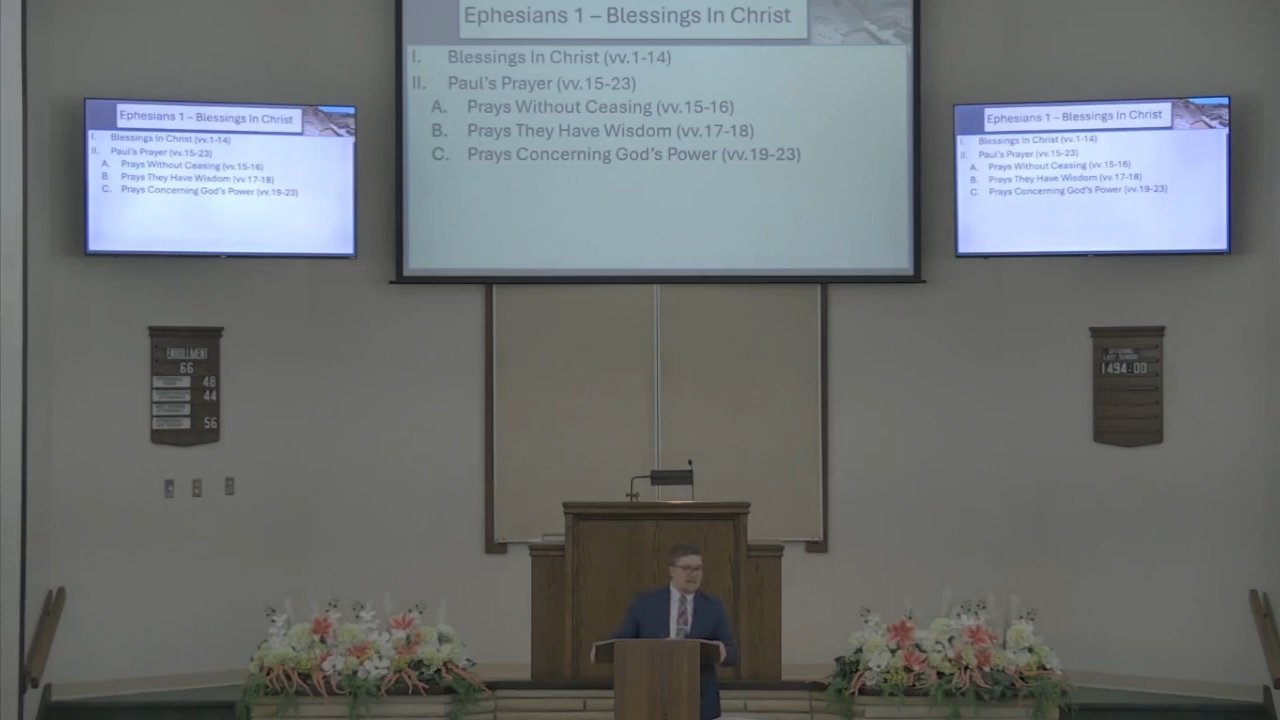 Ephesians 1 – Blessings In Christ
I. Blessings In Christ (vv.1-14)
II. Paul's Prayer (vv.15-23)
A. Prays Without Ceasing (vv.15-16)
B. Prays They Have Wisdom (vv.17-18)
C. Prays Concerning God's Power (vv.19-23)
Ephesians 1 – Blessings In Christ
I. Blessings In Christ (vv.1-14)
II. Paul's Prayer (vv.15-23)
A. Prays Without Ceasing (vv.15-16)
B. Prays They Have Wisdom (vv.17-18)
C. Prays Concerning God's Power (vv.19-23)
Ephesians 1 – Blessings In Christ
I. Blessings In Christ (vv.1-14)
II. Paul's Prayer (vv.15-23)
A. Prays Without Ceasing (vv.15-16)
B. Prays They Have Wisdom (vv.17-18)
C. Prays Concerning God's Power (vv.19-23)
ENROLLMENT
66
48
44
56
1494.00